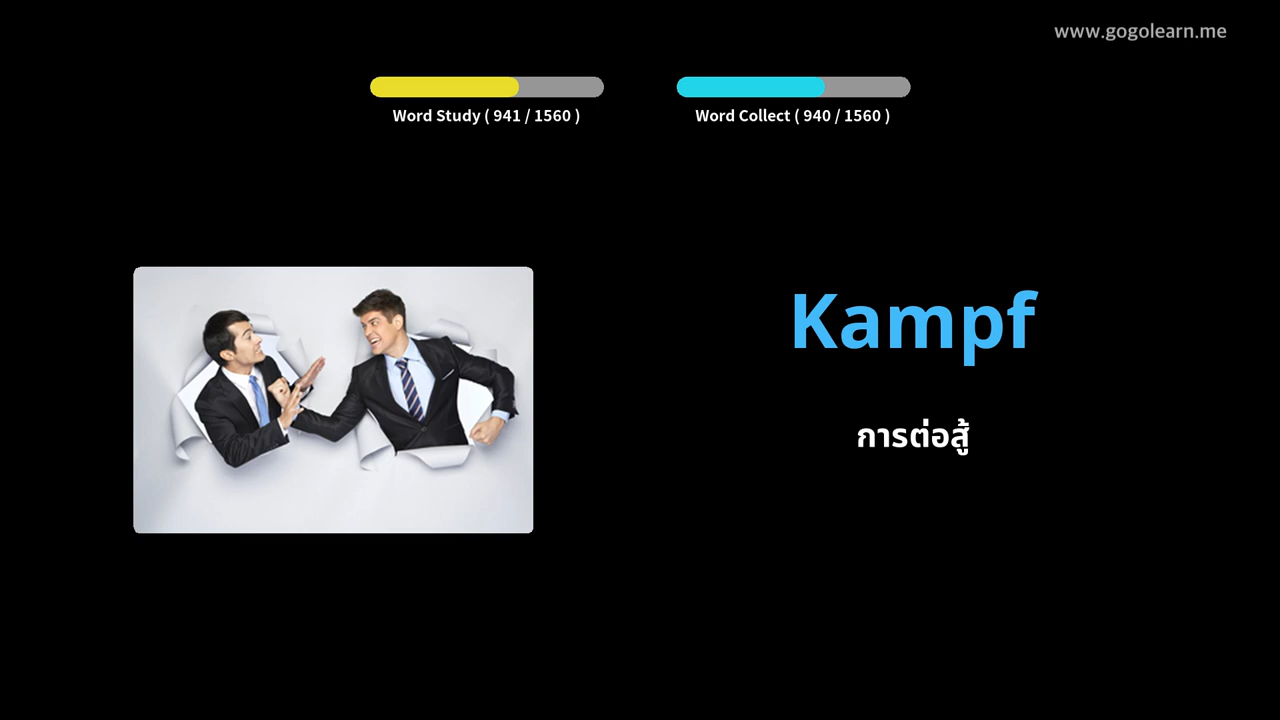 www.gogolearn.me
Word Study ( 941 / 1560 )
Word Collect ( 940 / 1560 )
Kampf
การต่อสู้